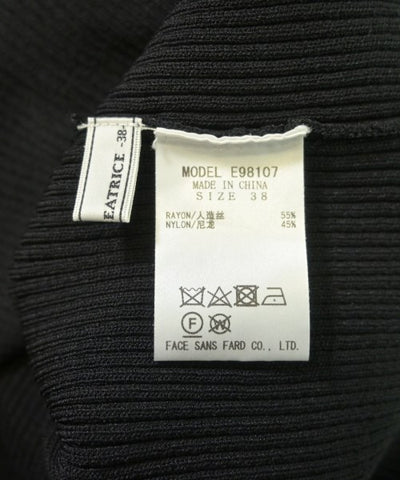 EATRICE -38-
MODEL E98107
MADE IN CHINA
SIZE 38
RAYON/人造丝 55%
NYLON/尼龙 45%
F W
FACE SANS FARD CO., LTD.